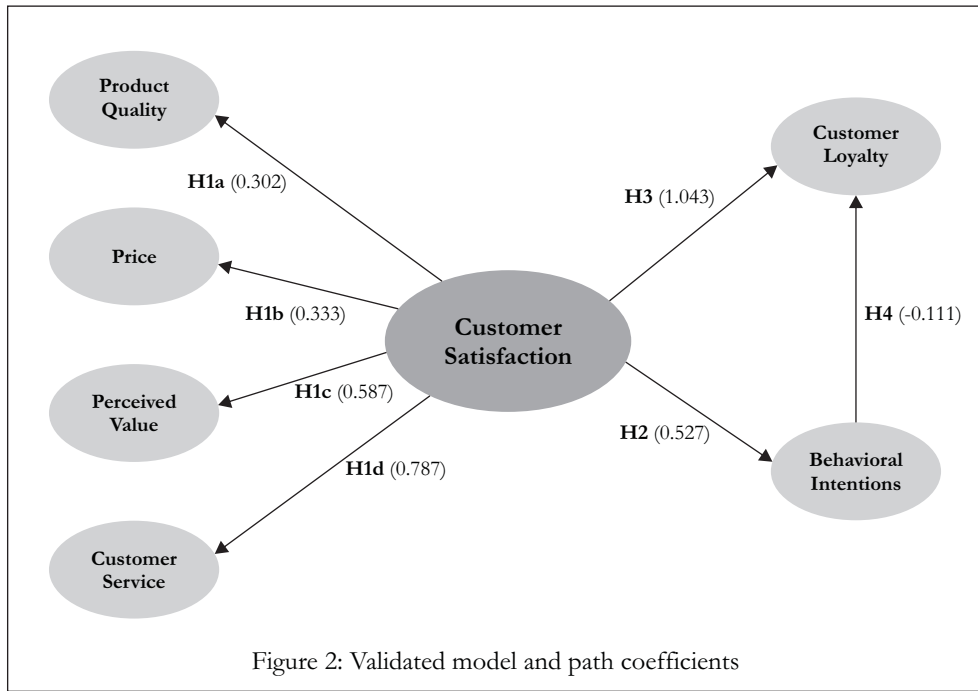 Product
Quality
Customer
Loyalty
H1a (0.302)
H3 (1.043)
Price
H1b (0.333)
Customer
Satisfaction
H4 (-0.111)
Perceived
Value
H1c (0.587)
H2 (0.527)
H1d (0.787)
Behavioral
Intentions
Customer
Service
Figure 2: Validated model and path coefficients